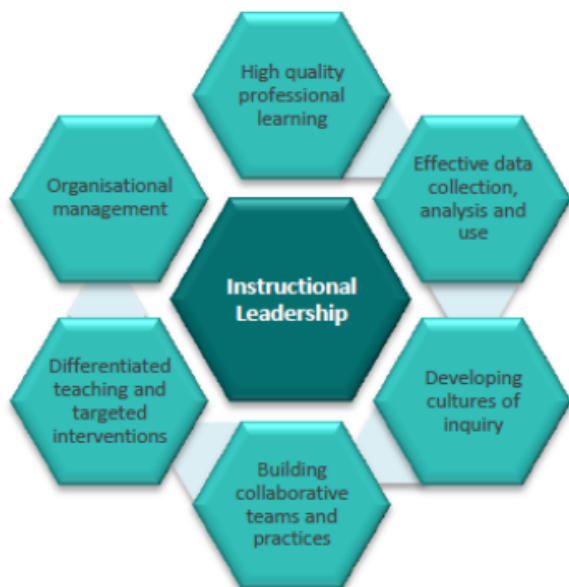 High quality
professional
learning
Effective data
collection,
analysis and
use
Developing
cultures of
inquiry
Building
collaborative
teams and
practices
Differentiated
teaching and
targeted
interventions
Organisational
management
Instructional
Leadership